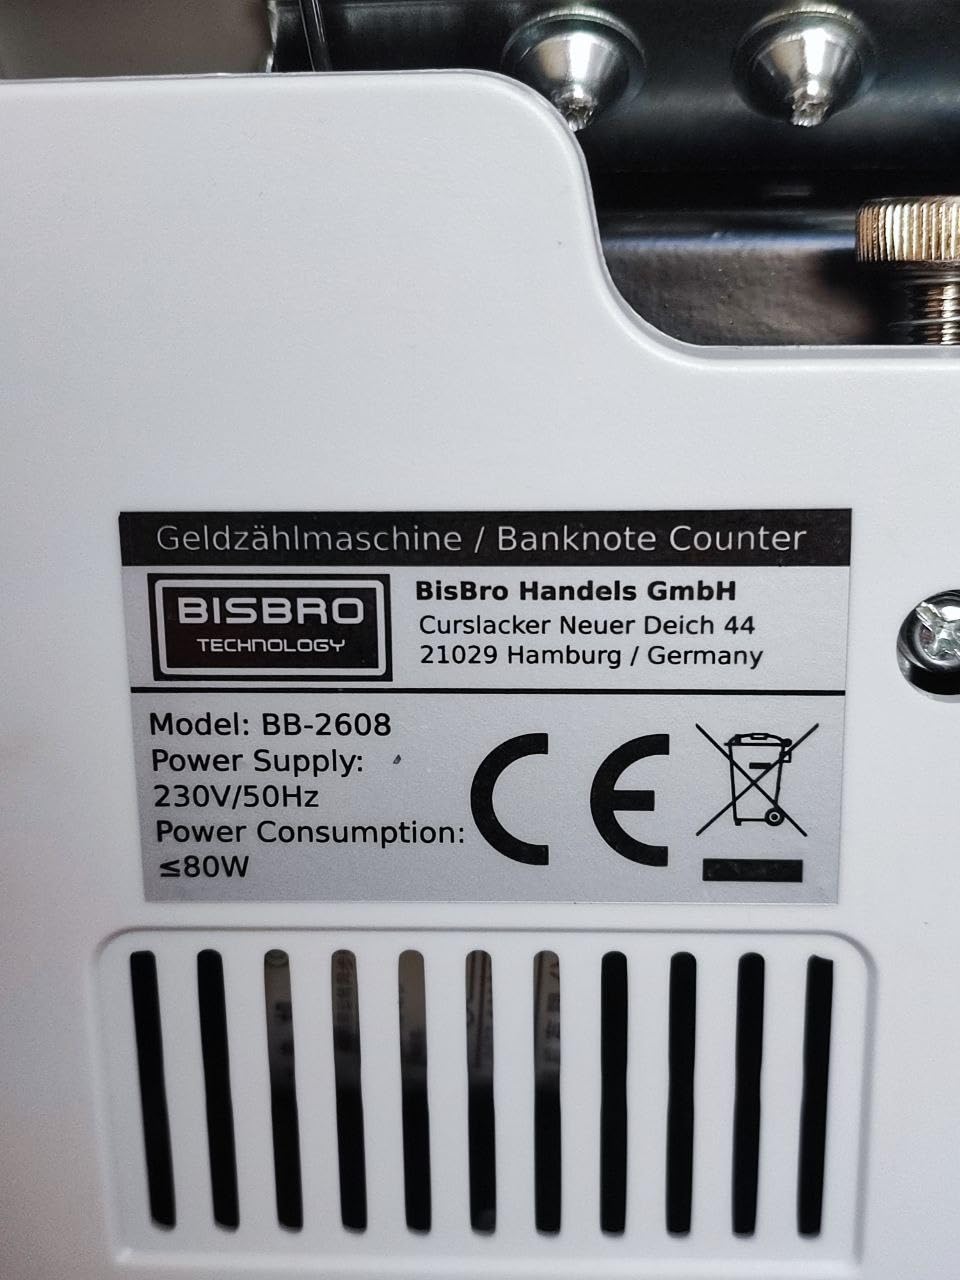 Geldzählmaschine / Banknote Counter
BISBRO
TECHNOLOGY
BisBro Handels GmbH
Curslacker Neuer Deich 44
21029 Hamburg / Germany
Model: BB-2608
Power Supply:
230V/50Hz
Power Consumption:
≤80W
CE